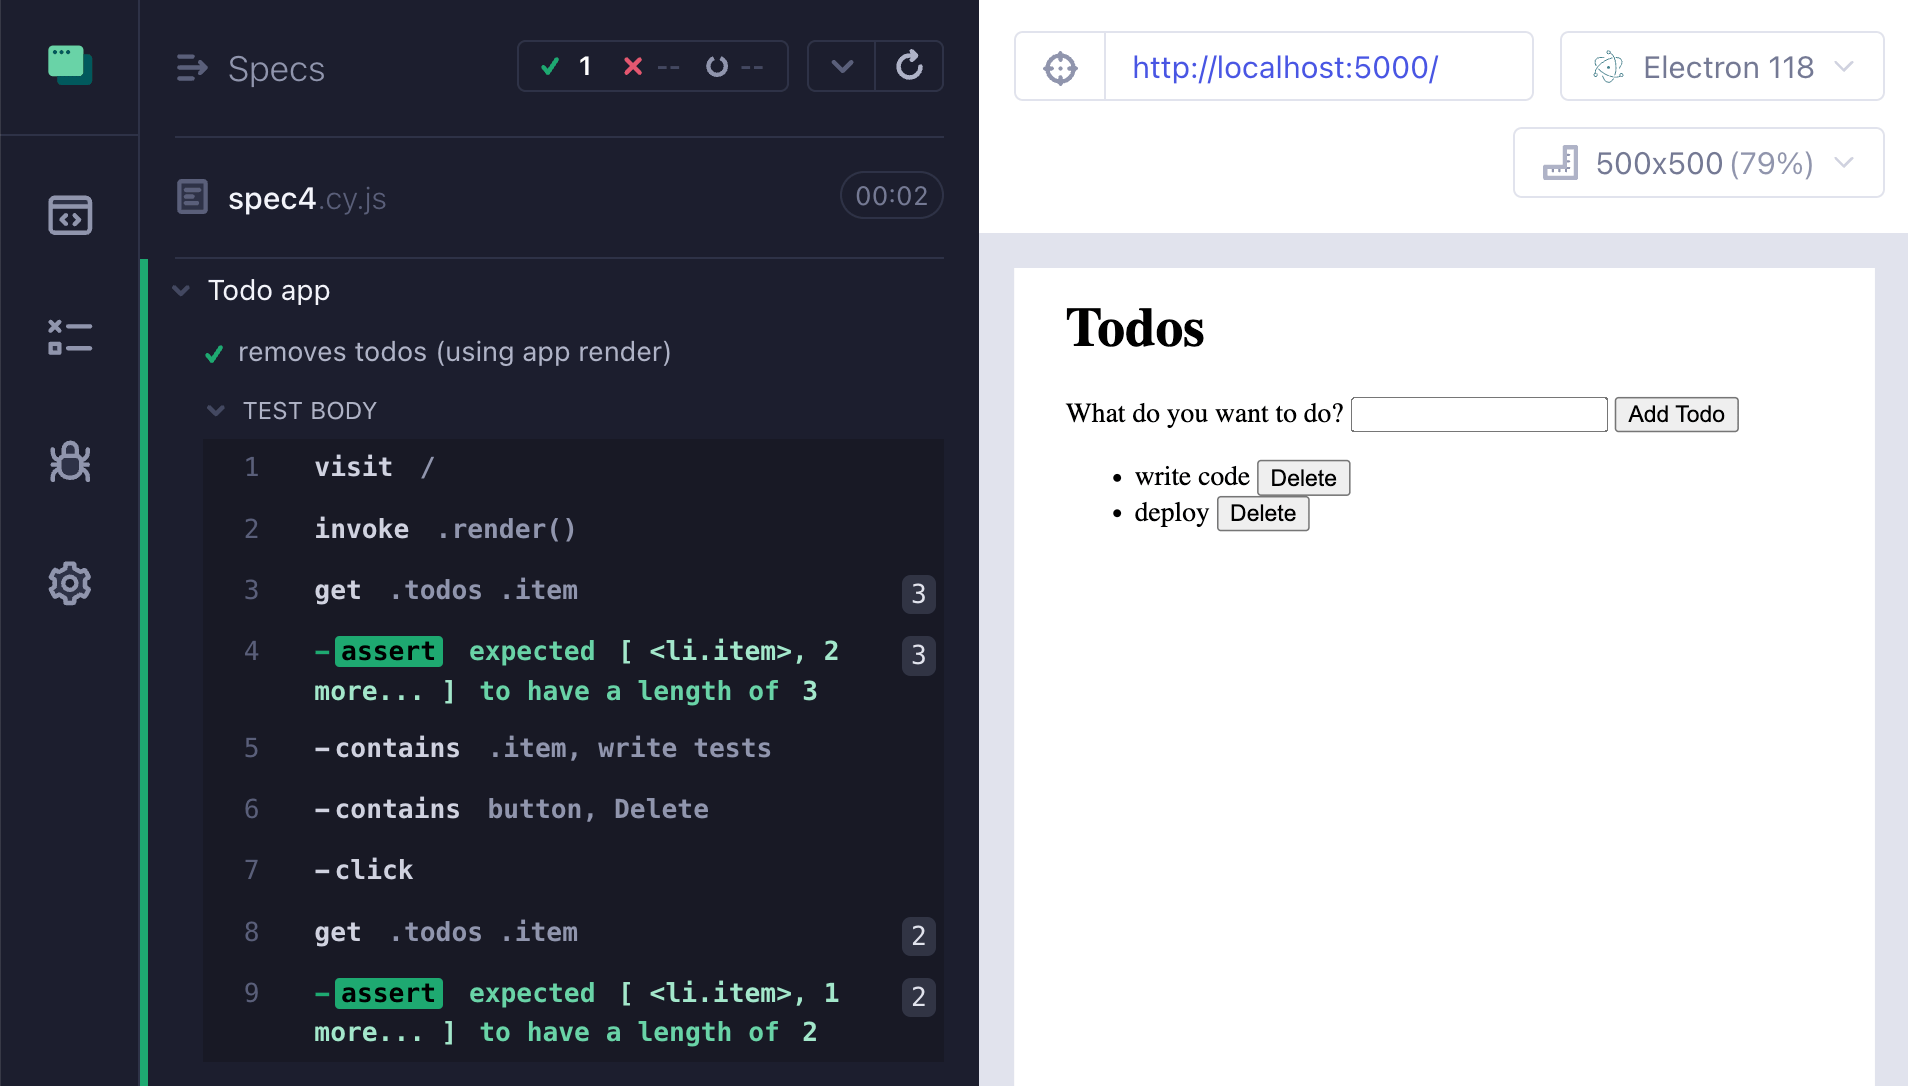 Specs
1 -- --
spec4.cy.js
00:02
Todo app
removes todos (using app render)
TEST BODY
1 visit /
2 invoke .render()
3 get .todos .item 3
4 -assert expected [ <li.item>, 2 3
more... ] to have a length of 3
5 -contains .item, write tests
6 -contains button, Delete
7 -click
8 get .todos .item 2
9 -assert expected [ <li.item>, 1 2
more... ] to have a length of 2
http://localhost:5000/
Electron 118
500x500 (79%)
Todos
What do you want to do? Add Todo
• write code Delete
• deploy Delete